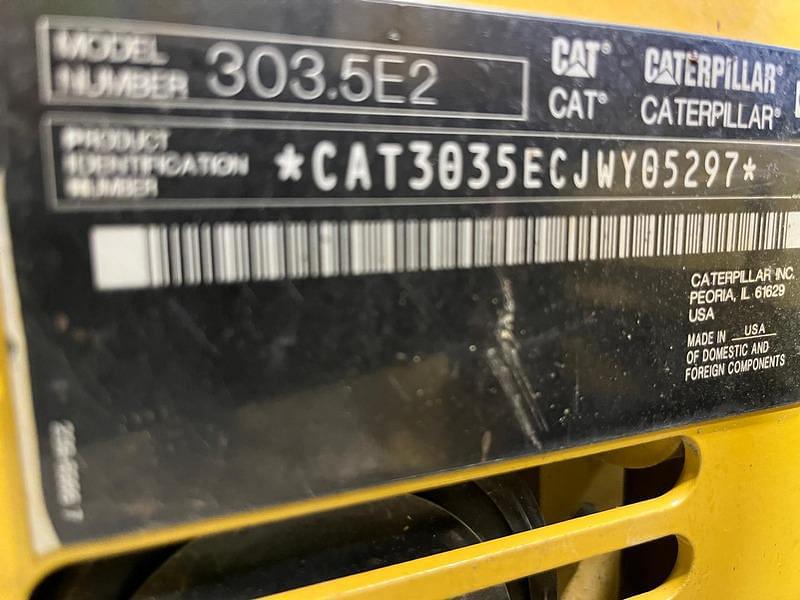 MODEL NUMBER 303.5E2
CAT® CATERPILLAR®
CAT® CATERPILLAR®
PRODUCT
IDENTIFICATION
NUMBER
*CAT3035ECJWY05297*
CATERPILLAR INC.
PEORIA, IL 61629
USA
MADE IN USA
OF DOMESTIC AND
FOREIGN COMPONENTS